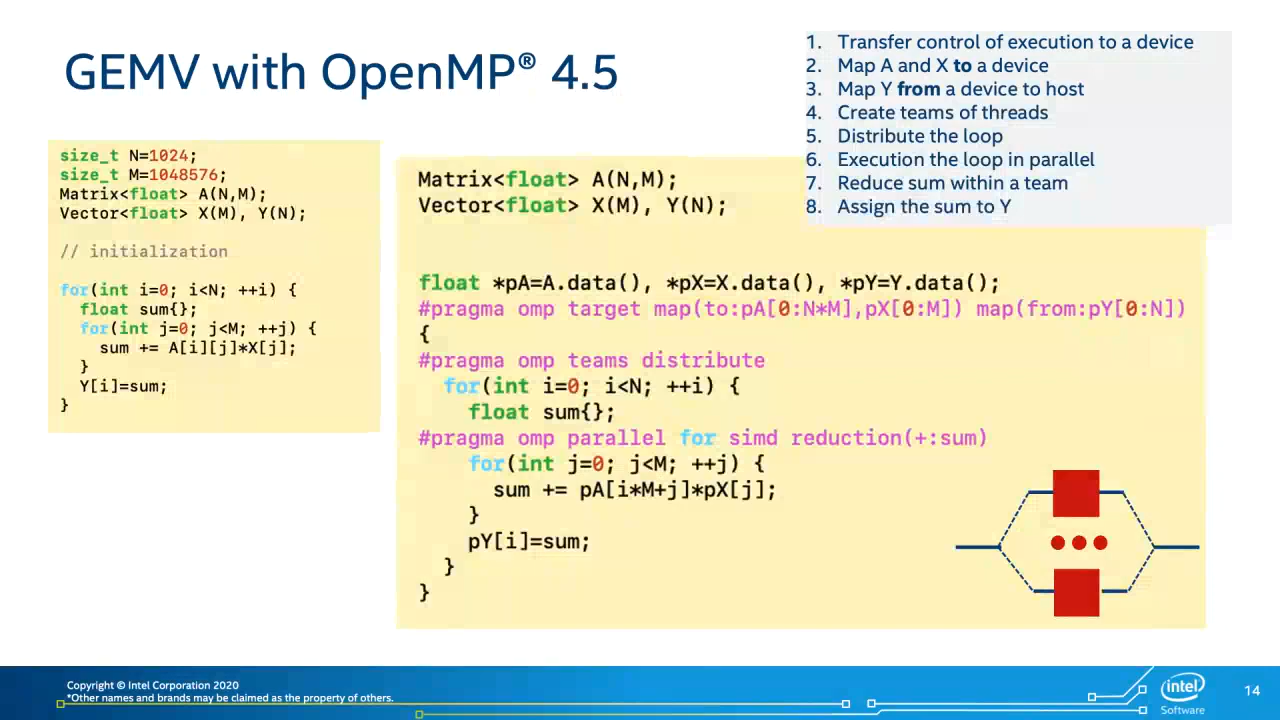 GEMV with OpenMP® 4.5
1. Transfer control of execution to a device
2. Map A and X to a device
3. Map Y from a device to host
4. Create teams of threads
5. Distribute the loop
6. Execution the loop in parallel
7. Reduce sum within a team
8. Assign the sum to Y
size_t N=1024;
size_t M=1048576;
Matrix<float> A(N,M);
Vector<float> X(M), Y(N);
// initialization
for(int i=0; i<N; ++i) {
float sum{};
for(int j=0; j<M; ++j) {
sum += A[i][j]*X[j];
}
Y[i]=sum;
}
Matrix<float> A(N,M);
Vector<float> X(M), Y(N);
float *pA=A.data(), *pX=X.data(), *pY=Y.data();
#pragma omp target map(to:pA[0:N*M],pX[0:M]) map(from:pY[0:N])
{
#pragma omp teams distribute
for(int i=0; i<N; ++i) {
float sum{};
#pragma omp parallel for simd reduction(+:sum)
for(int j=0; j<M; ++j) {
sum += pA[i*M+j]*pX[j];
}
pY[i]=sum;
}
}
Copyright © Intel Corporation 2020
*Other names and brands may be claimed as the property of others.
intel
Software
14